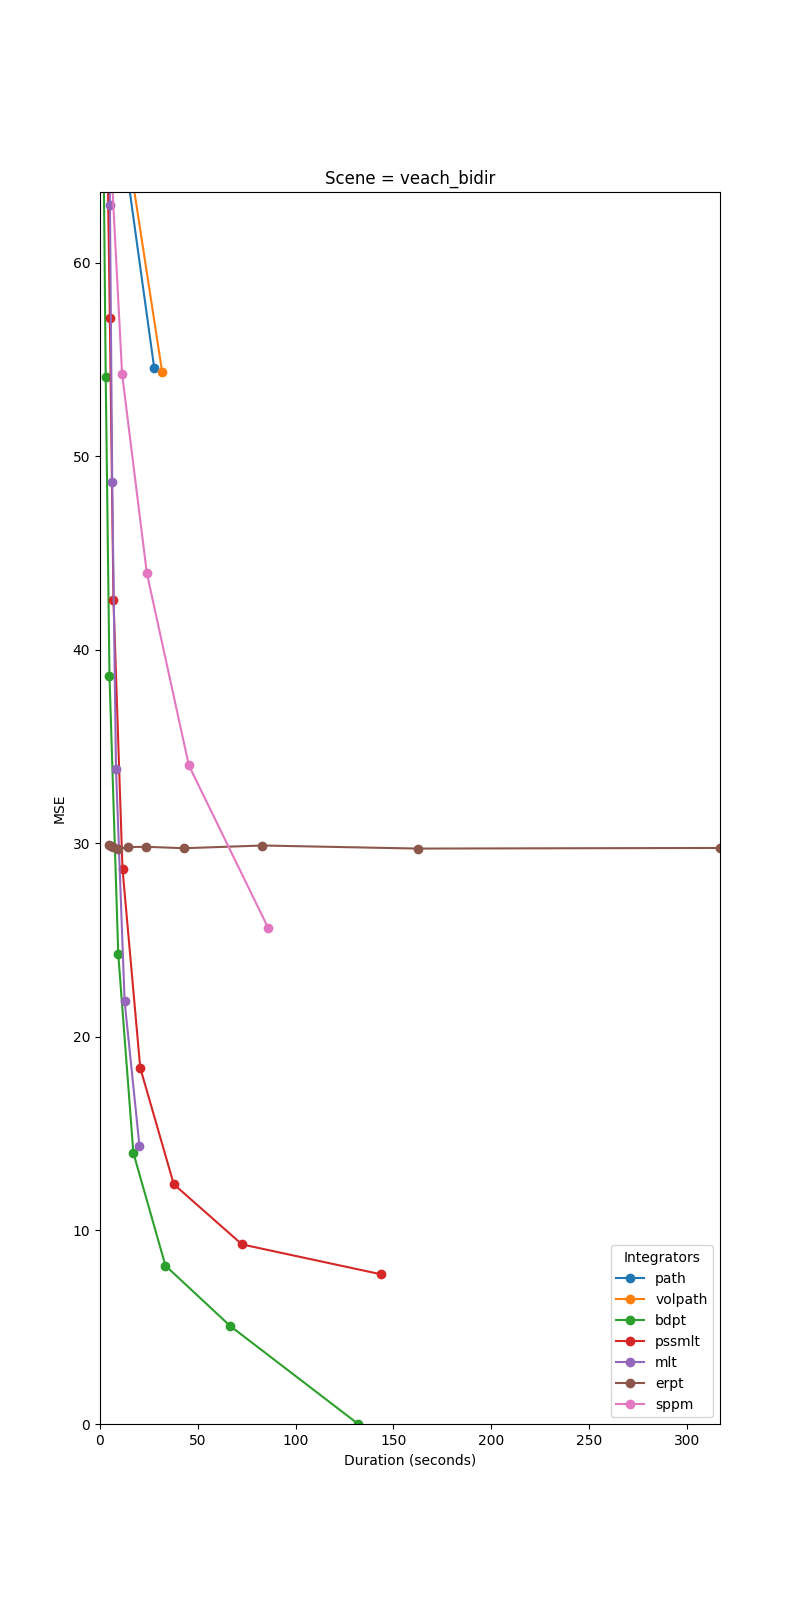 Scene = veach_bidir
60
50
40
30
20
10
0
MSE
0 50 100 150 200 250 300
Duration (seconds)
Integrators
path
volpath
bdpt
pssmlt
mlt
erpt
sppm